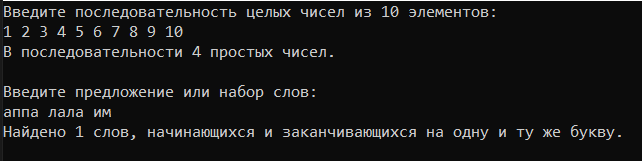 Введите последовательность целых чисел из 10 элементов:
1 2 3 4 5 6 7 8 9 10
В последовательности 4 простых чисел.
Введите предложение или набор слов:
аппа лала им
Найдено 1 слов, начинающихся и заканчивающихся на одну и ту же букву.